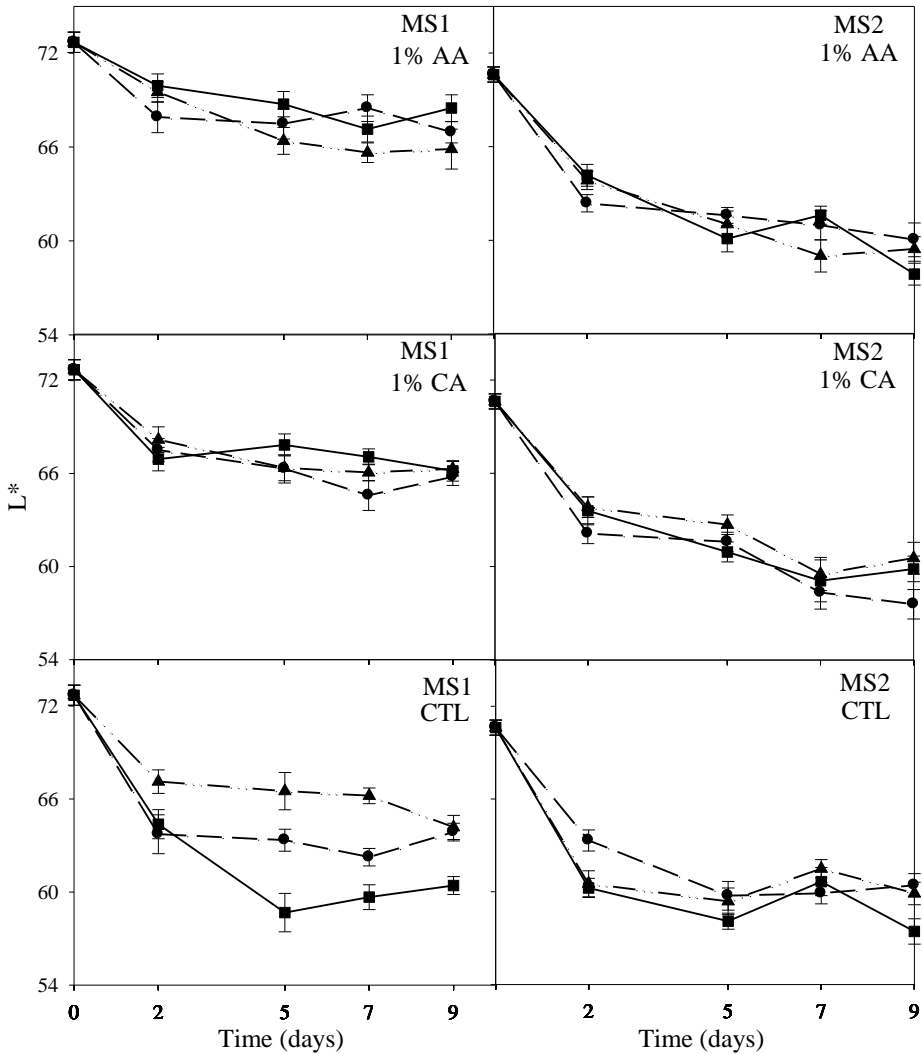 MS1
1% AA
MS2
1% AA
72
66
60
54
MS1
1% CA
MS2
1% CA
72
66
60
54
L*
MS1
CTL
MS2
CTL
72
66
60
54
0 2 5 7 9
2 5 7 9
Time (days)
Time (days)